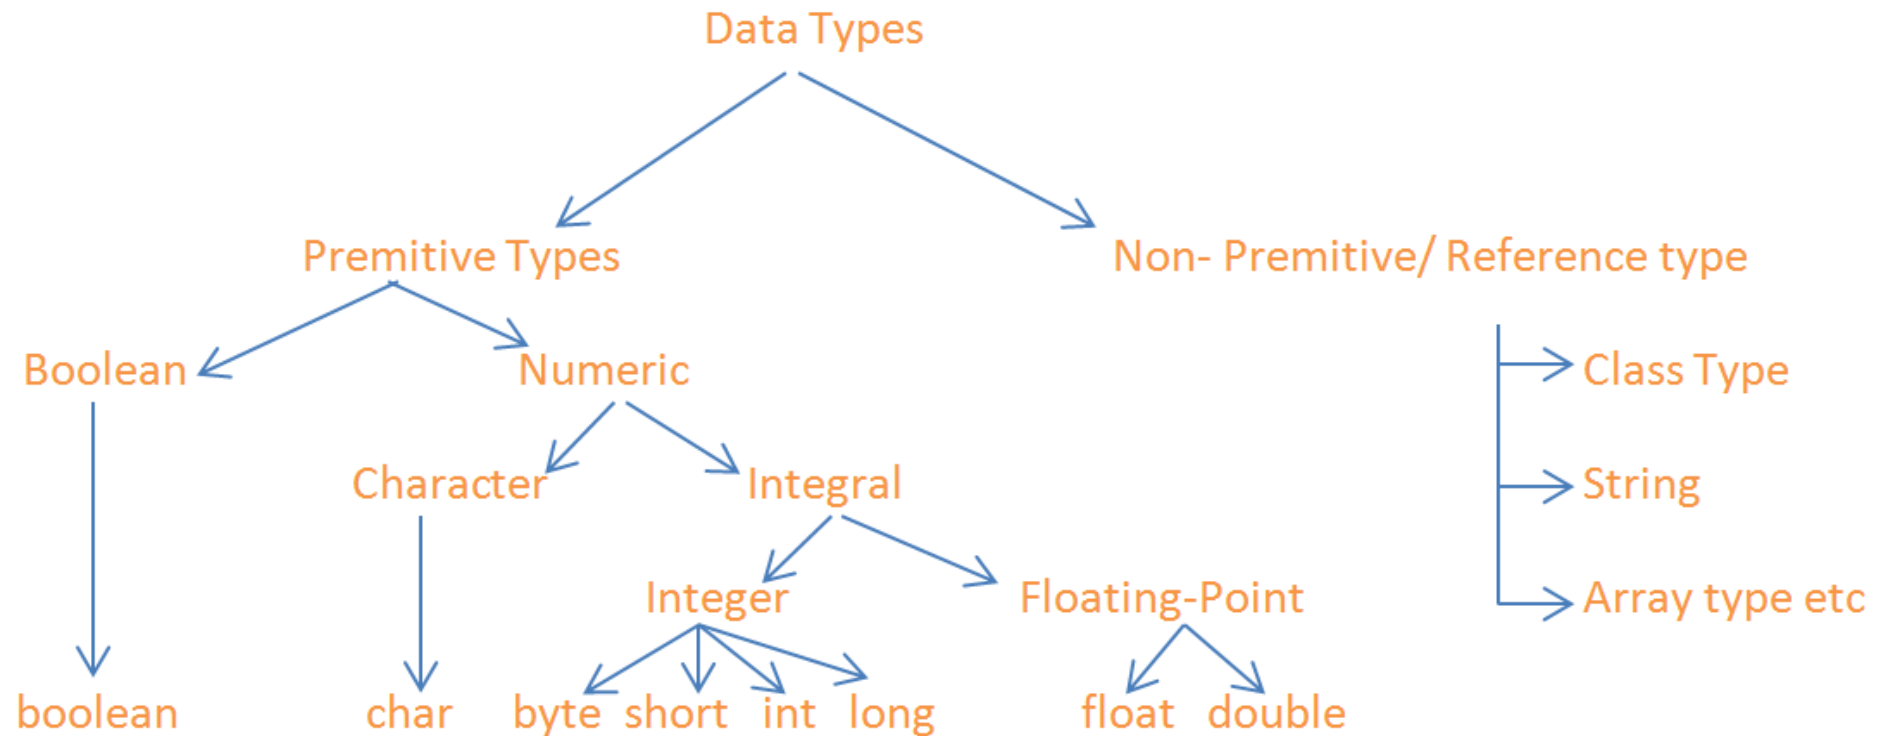 Data Types
Premitive Types
Non- Premitive/ Reference type
Boolean
Numeric
Class Type
Character
Integral
String
Integer
Floating-Point
Array type etc
boolean
char
byte
short
int
long
float
double